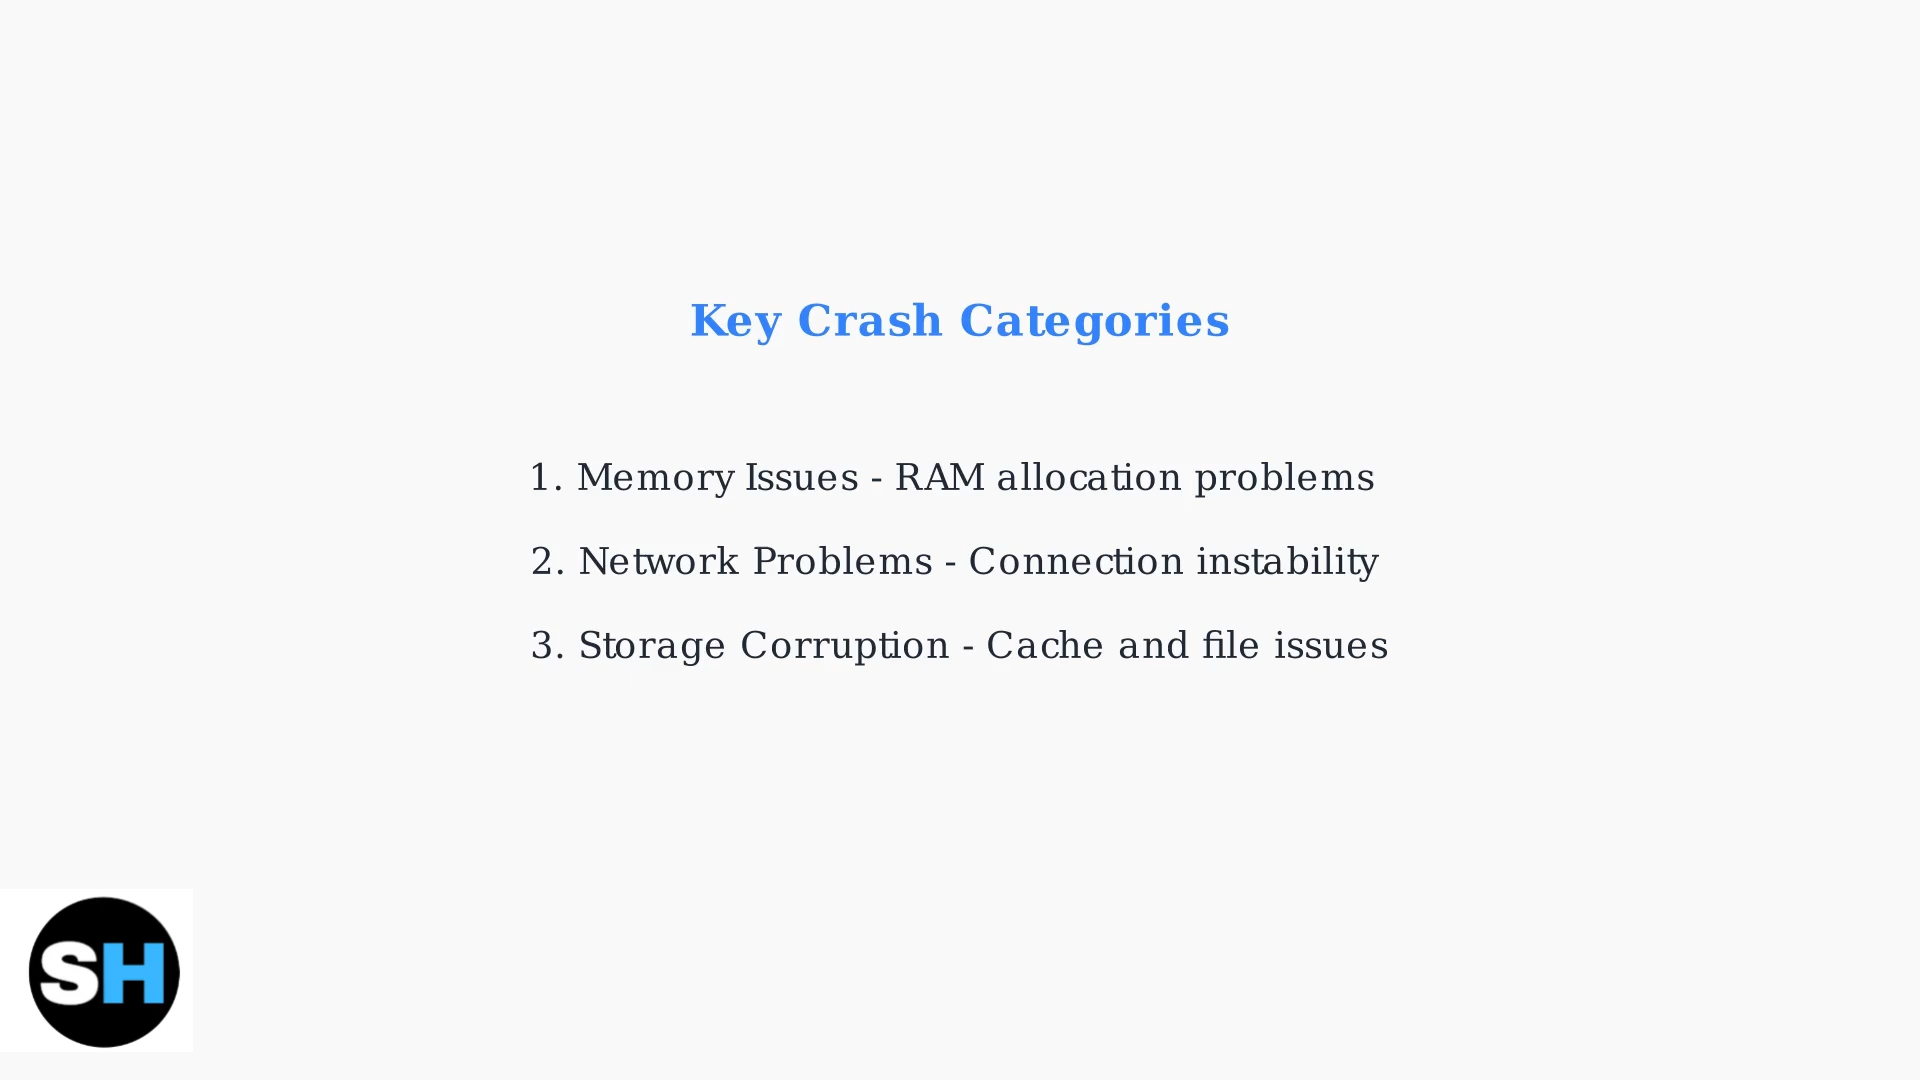 Key Crash Categories
1. Memory Issues - RAM allocation problems
2. Network Problems - Connection instability
3. Storage Corruption - Cache and file issues
SH